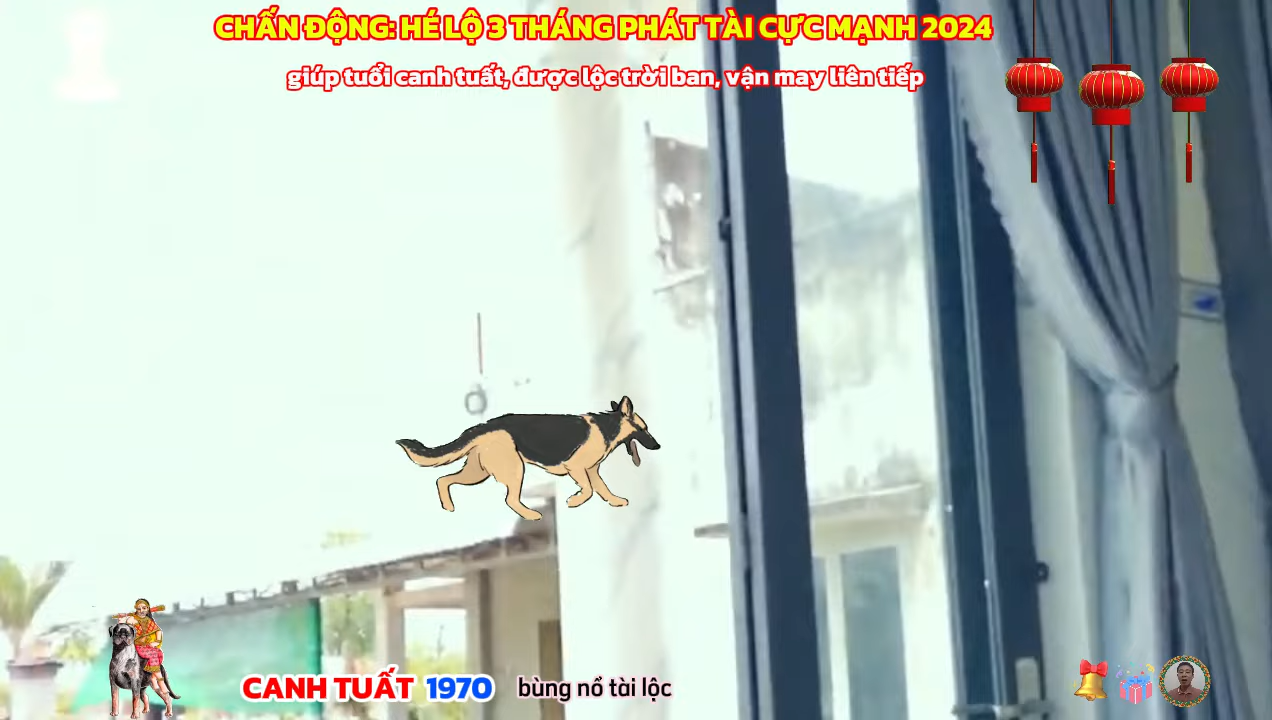 CHẤN ĐỘNG: HÉ LỘ 3 THÁNG PHÁT TÀI CỰC MẠNH 2024
giúp tuổi canh tuất, được lộc trời ban, vận may liên tiếp
CANH TUẤT 1970 bùng nổ tài lộc